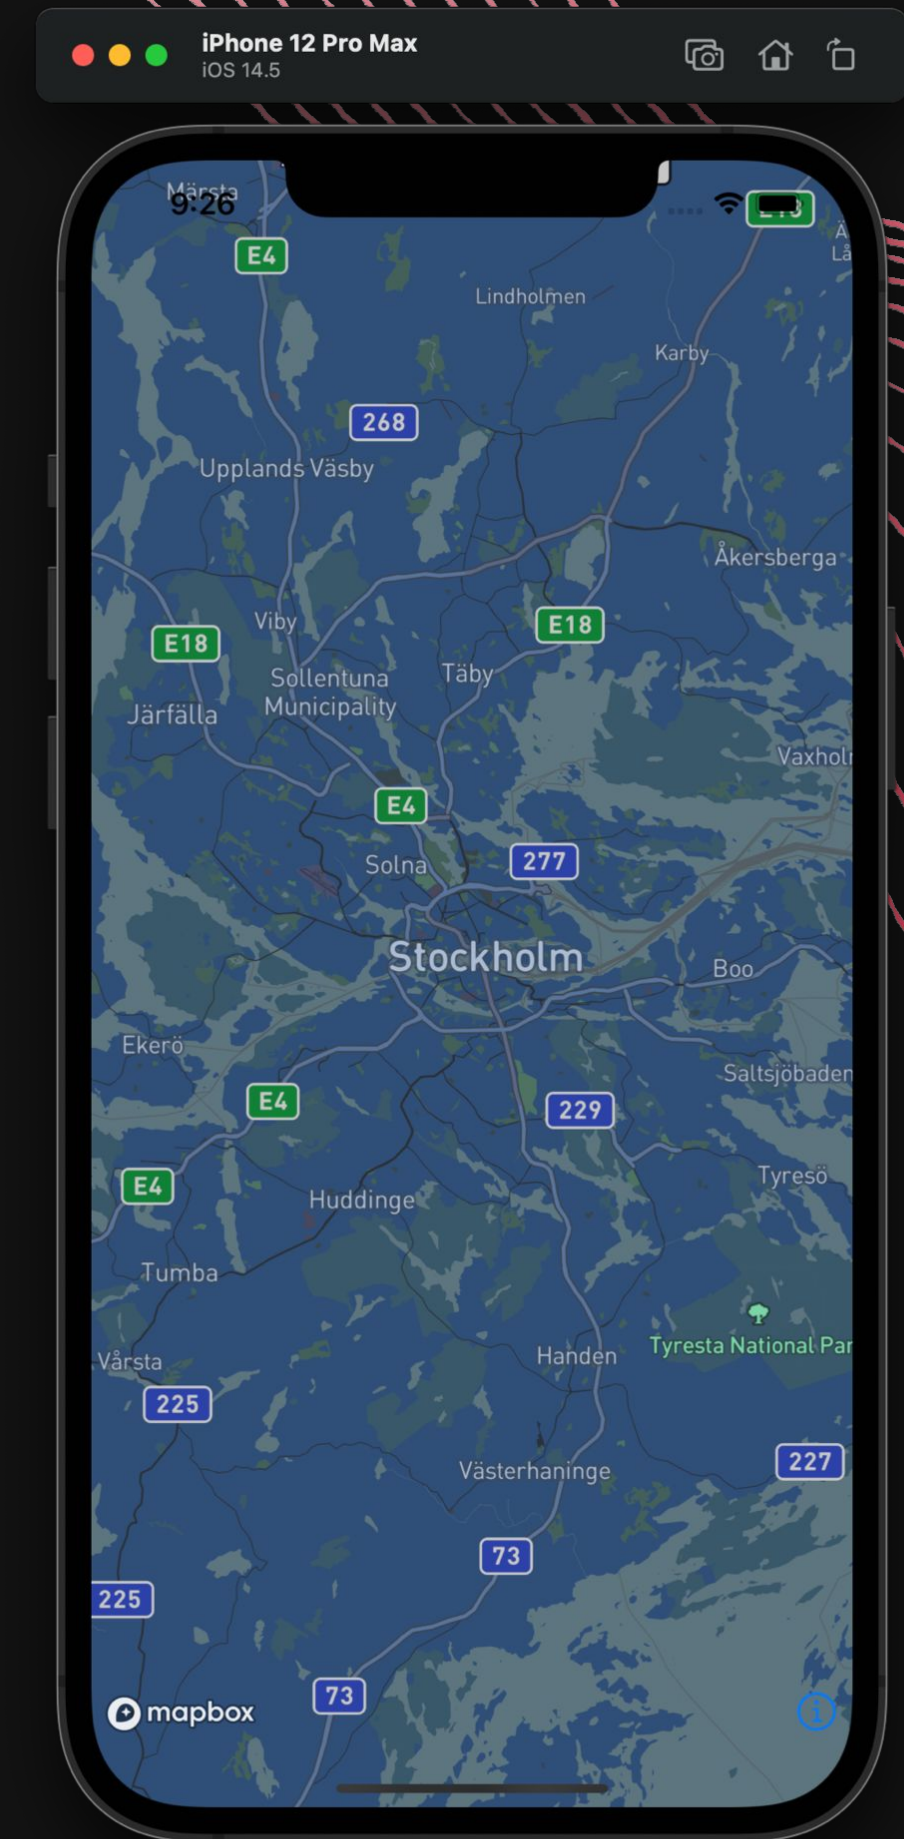 iPhone 12 Pro Max
iOS 14.5
Märsta
9:26
E18
E4
Lindholmen
Karby
268
Upplands Väsby
Åkersberga
Viby
E18
E18
Sollentuna
Municipality
Täby
Järfälla
E4
Solna
277
Stockholm
Boo
Ekerö
Saltsjöbaden
E4
229
E4
Tyresö
Huddinge
Tumba
Tyresta National Par
Handen
Vårsta
225
227
Västerhaninge
73
225
73
mapbox